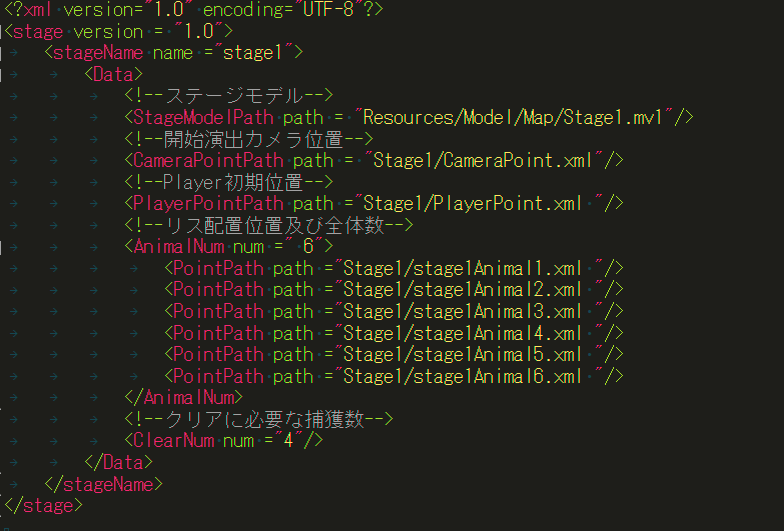 <?xml version="1.0" encoding="UTF-8"?>
<stage version = "1.0">
<stageName name ="stage1">
<Data>
<!--ステージモデル-->
<StageModelPath path = "Resources/Model/Map/Stage1.mv1"/>
<!--開始演出カメラ位置-->
<CameraPointPath path = "Stage1/CameraPoint.xml"/>
<!--Player初期位置-->
<PlayerPointPath path ="Stage1/PlayerPoint.xml "/>
<!--リス配置位置及び全体数-->
<AnimalNum num =" 6">
<PointPath path ="Stage1/stage1Animal1.xml "/>
<PointPath path ="Stage1/stage1Animal2.xml "/>
<PointPath path ="Stage1/stage1Animal3.xml "/>
<PointPath path ="Stage1/stage1Animal4.xml "/>
<PointPath path ="Stage1/stage1Animal5.xml "/>
<PointPath path ="Stage1/stage1Animal6.xml "/>
</AnimalNum>
<!--クリアに必要な捕獲数-->
<ClearNum num ="4"/>
</Data>
</stageName>
</stage>